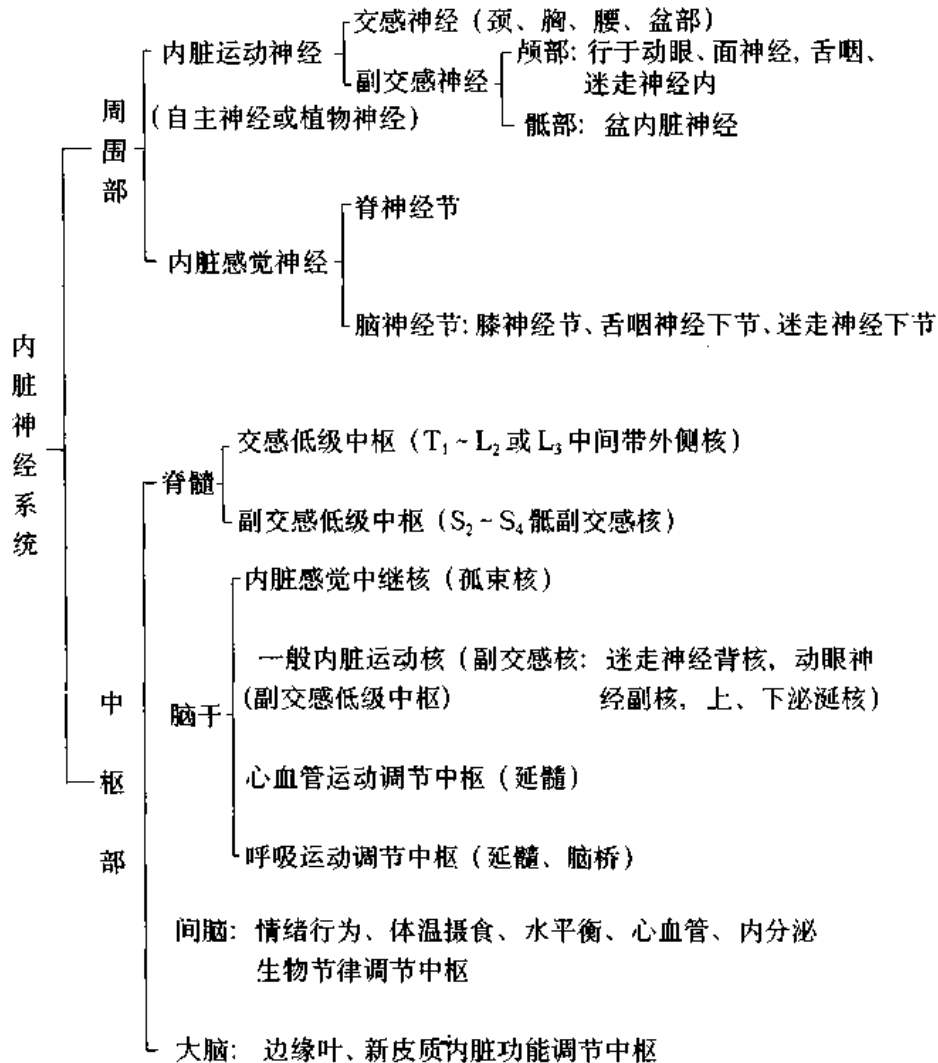 内脏神经系统
周围部
内脏运动神经
(自主神经或植物神经)
交感神经(颈、胸、腰、盆部)
副交感神经
颅部: 行于动眼、面神经, 舌咽、
迷走神经内
骶部: 盆内脏神经
内脏感觉神经
脊神经节
脑神经节: 膝神经节、舌咽神经下节、迷走神经下节
中枢部
脊髓
交感低级中枢(T₁~L₂或L₃中间带外侧核)
副交感低级中枢(S₂~S₄骶副交感核)
脑干
内脏感觉中继核(孤束核)
一般内脏运动核(副交感核: 迷走神经背核, 动眼神
(副交感低级中枢) 经副核, 上、下泌涎核)
心血管运动调节中枢(延髓)
呼吸运动调节中枢(延髓、脑桥)
间脑: 情绪行为、体温摄食、水平衡、心血管、内分泌
生物节律调节中枢
大脑: 边缘叶、新皮质内脏功能调节中枢